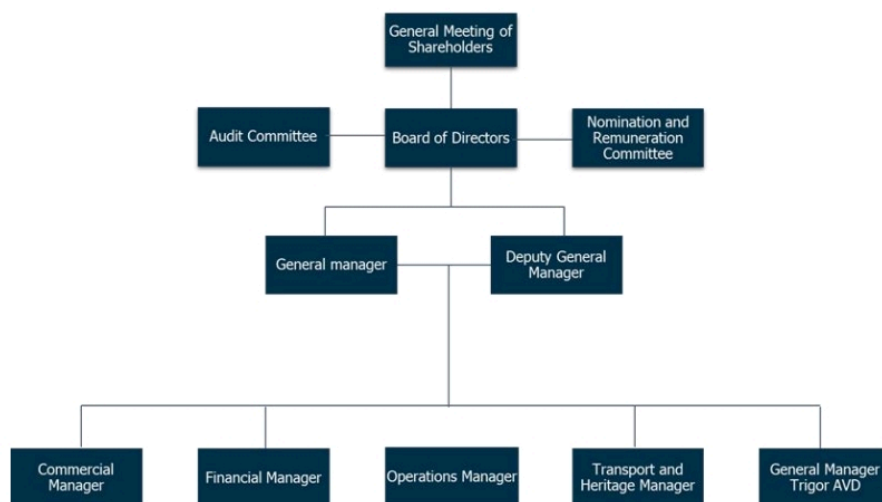 General Meeting of
Shareholders
Audit Committee
Board of Directors
Nomination and
Remuneration
Committee
General manager
Deputy General
Manager
Commercial
Manager
Financial Manager
Operations Manager
Transport and
Heritage Manager
General Manager
Trigor AVD